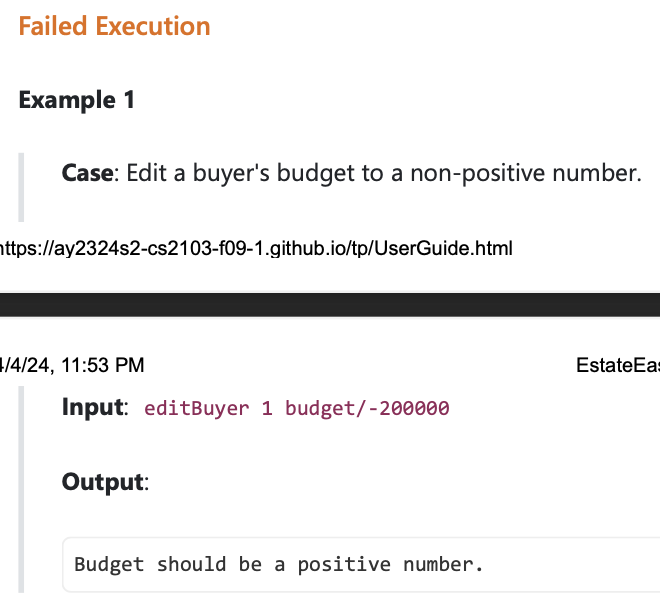 Failed Execution
Example 1
Case: Edit a buyer's budget to a non-positive number.
https://ay2324s2-cs2103-f09-1.github.io/tp/UserGuide.html
4/4/24, 11:53 PM
EstateEas
Input: editBuyer 1 budget/-200000
Output:
Budget should be a positive number.